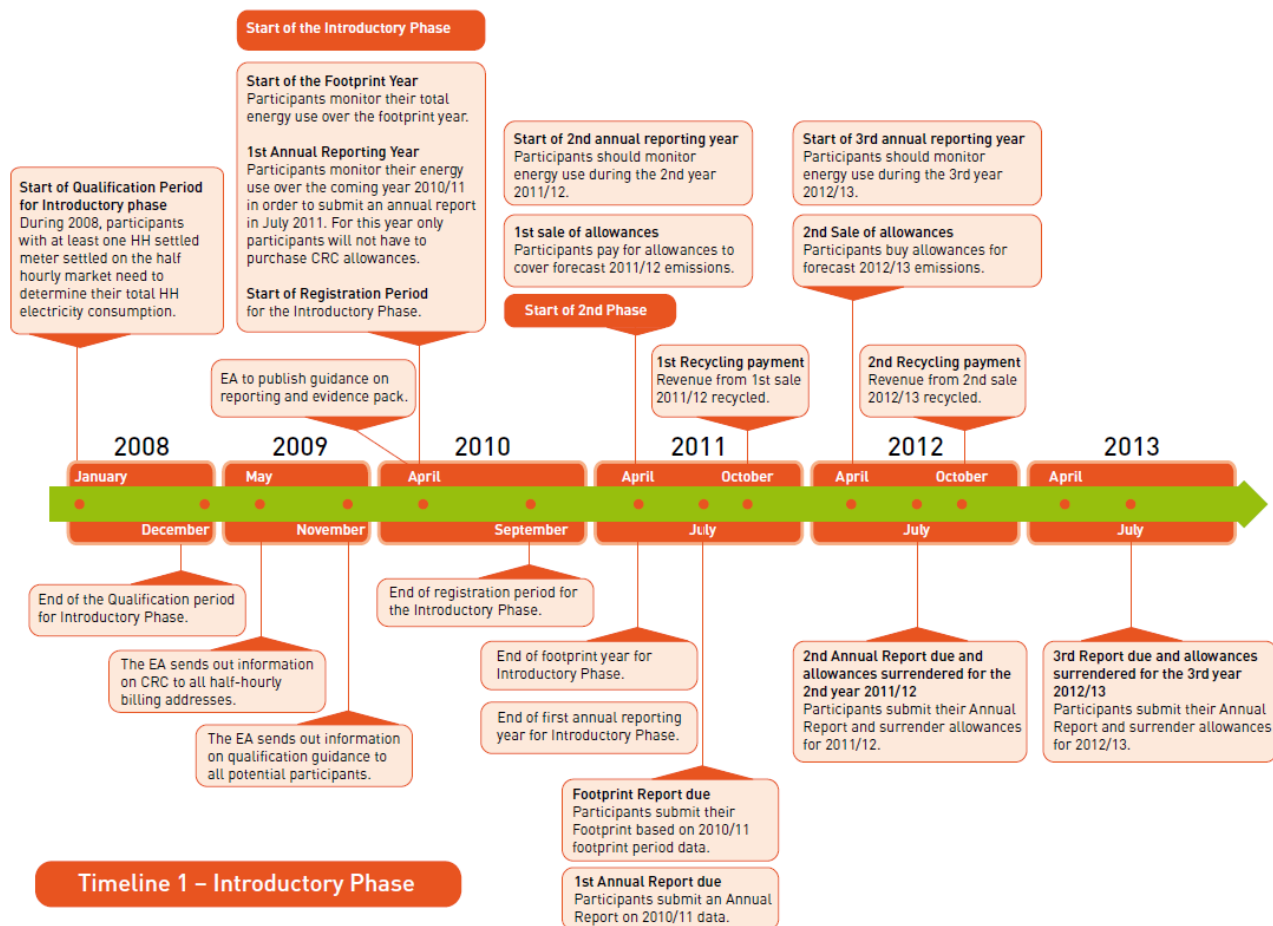 Start of the Introductory Phase
Start of the Footprint Year
Participants monitor their total
energy use over the footprint year.
1st Annual Reporting Year
Participants monitor their energy
use over the coming year 2010/11
in order to submit an annual report
in July 2011. For this year only
participants will not have to
purchase CRC allowances.
Start of Registration Period
for the Introductory Phase.
Start of Qualification Period
for Introductory phase
During 2008, participants
with at least one HH settled
meter settled on the half
hourly market need to
determine their total HH
electricity consumption.
Start of 2nd annual reporting year
Participants should monitor
energy use during the 2nd year
2011/12.
1st sale of allowances
Participants pay for allowances to
cover forecast 2011/12 emissions.
Start of 2nd Phase
Start of 3rd annual reporting year
Participants should monitor
energy use during the 3rd year
2012/13.
2nd Sale of allowances
Participants buy allowances for
forecast 2012/13 emissions.
EA to publish guidance on
reporting and evidence pack.
1st Recycling payment
Revenue from 1st sale
2011/12 recycled.
2nd Recycling payment
Revenue from 2nd sale
2012/13 recycled.
2008
2009
2010
2011
2012
2013
January
May
April
April
October
April
October
April
December
November
September
July
July
July
End of the Qualification period
for Introductory Phase.
The EA sends out information
on CRC to all half-hourly
billing addresses.
The EA sends out information
on qualification guidance to
all potential participants.
End of registration period for
the Introductory Phase.
End of footprint year for
Introductory Phase.
End of first annual reporting
year for Introductory Phase.
Footprint Report due
Participants submit their
Footprint based on 2010/11
footprint period data.
1st Annual Report due
Participants submit an Annual
Report on 2010/11 data.
2nd Annual Report due and
allowances surrendered for the
2nd year 2011/12
Participants submit their Annual
Report and surrender allowances
for 2011/12.
3rd Report due and allowances
surrendered for the 3rd year
2012/13
Participants submit their Annual
Report and surrender allowances
for 2012/13.
Timeline 1 – Introductory Phase